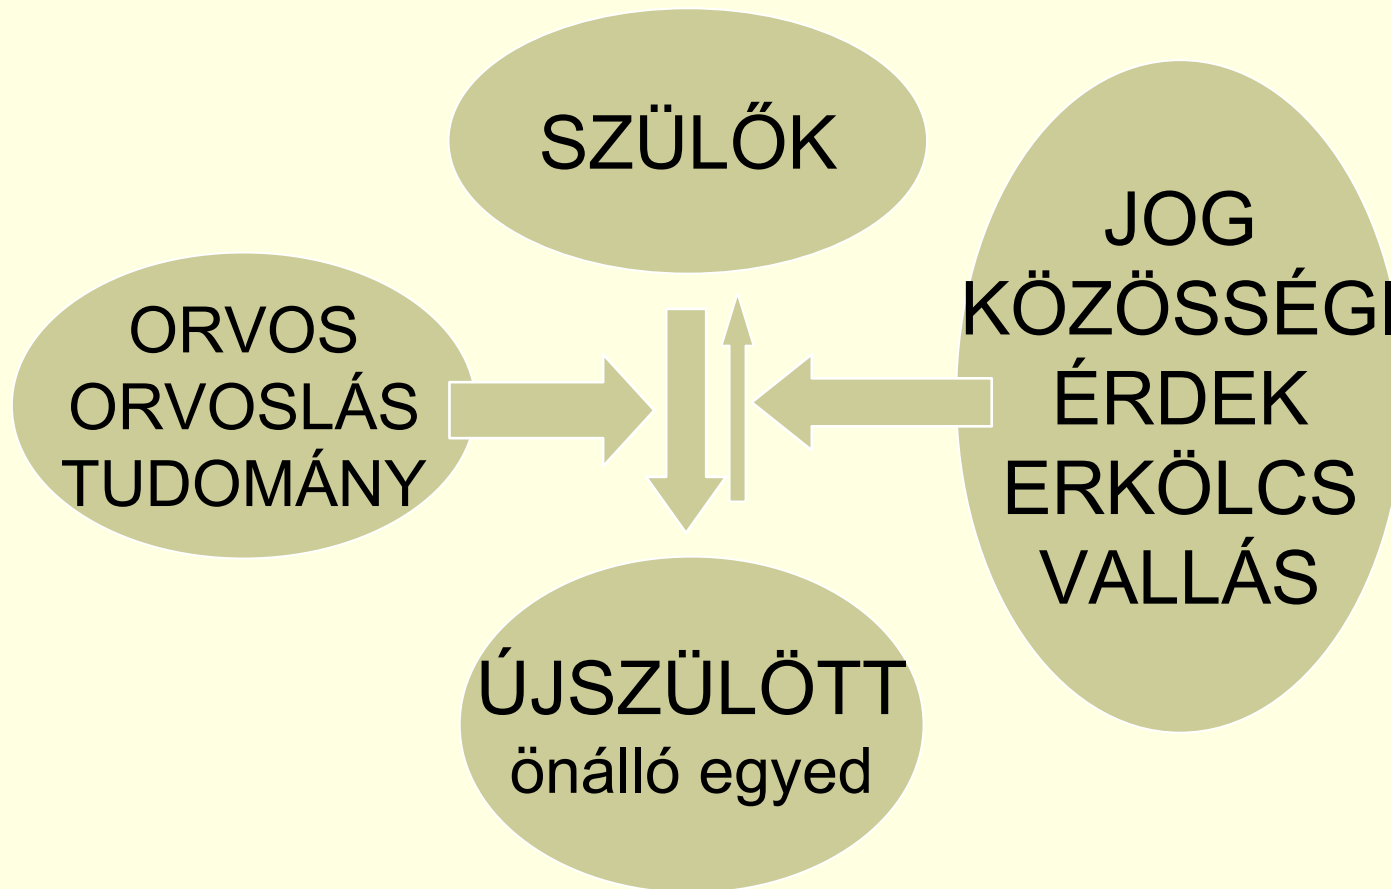 SZÜLŐK
ORVOS
ORVOSLÁS
TUDOMÁNY
JOG
KÖZÖSSÉGI
ÉRDEK
ERKÖLCS
VALLÁS
ÚJSZÜLÖTT
önálló egyed